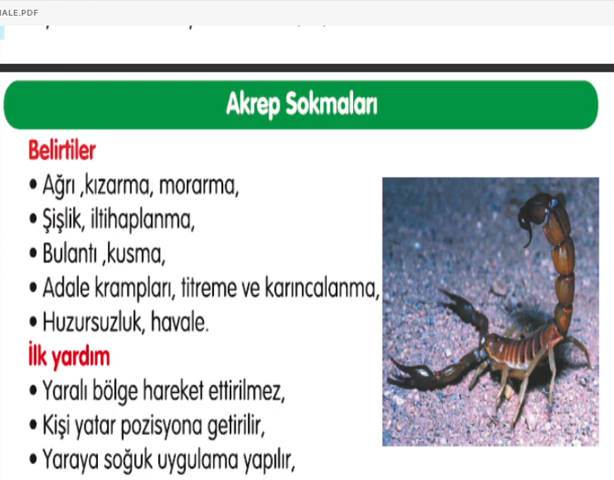 IALE.PDF
Akrep Sokmaları
Belirtiler
• Ağrı ,kızarma, morarma,
• Şişlik, iltihaplanma,
• Bulantı ,kusma,
• Adale krampları, titreme ve karıncalanma,
• Huzursuzluk, havale.
İlk yardım
• Yaralı bölge hareket ettirilmez,
• Kişi yatar pozisyona getirilir,
• Yaraya soğuk uygulama yapılır,